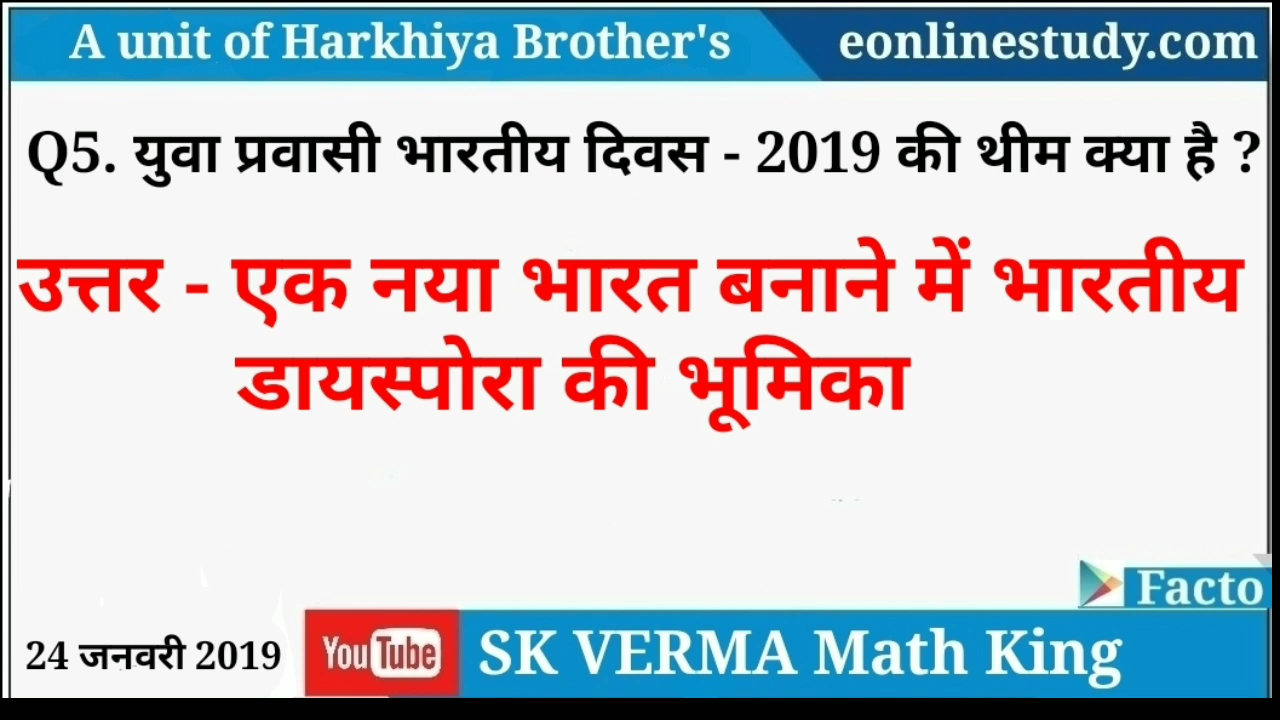 A unit of Harkhiya Brother's eonlinestudy.com
Q5. युवा प्रवासी भारतीय दिवस - 2019 की थीम क्या है ?
उत्तर - एक नया भारत बनाने में भारतीय
डायस्पोरा की भूमिका
Facto
24 जनवरी 2019 YouTube SK VERMA Math King